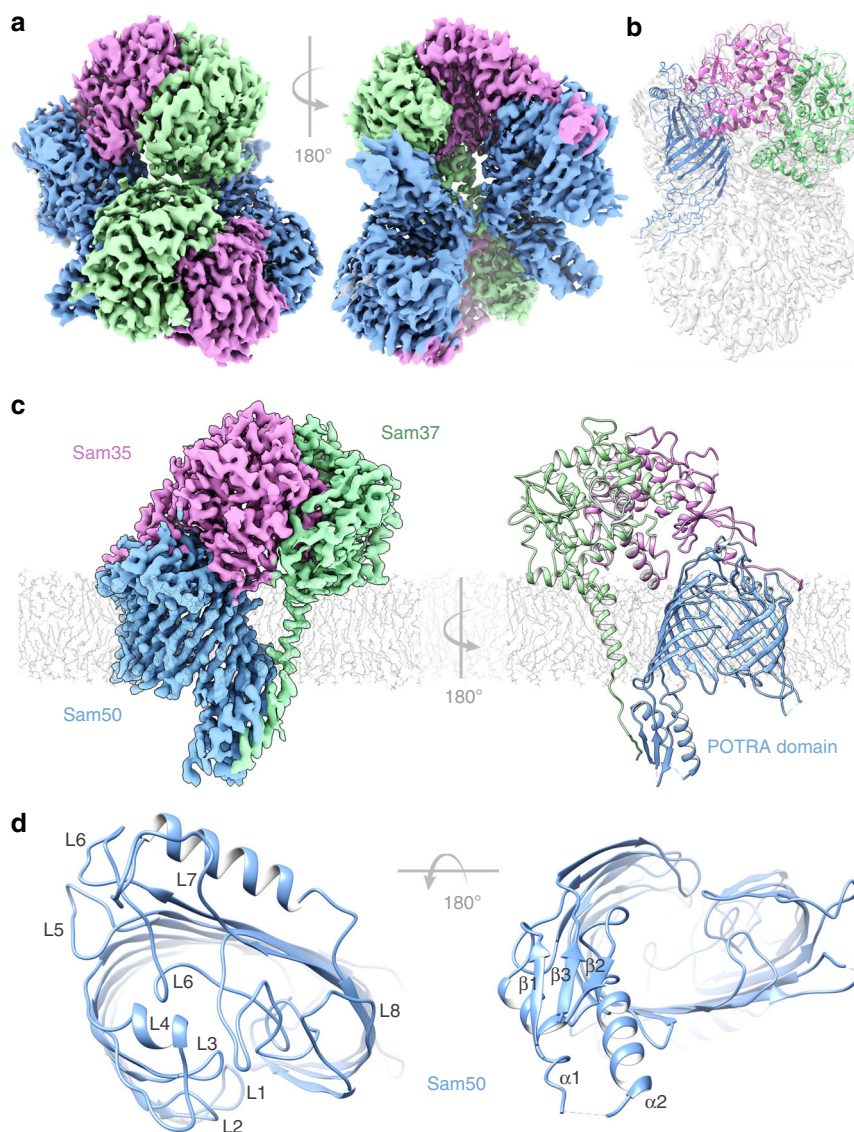 a
b
180°
c
Sam35
Sam37
180°
Sam50
POTRA domain
d
L6
L7
180°
L5
L6
β1
β3
β2
L4
L8
L3
L1
Sam50
α1
α2
L2